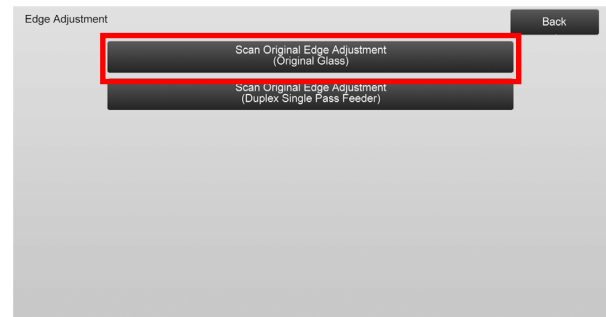 Edge Adjustment
Back
Scan Original Edge Adjustment
(Original Glass)
Scan Original Edge Adjustment
(Duplex Single Pass Feeder)